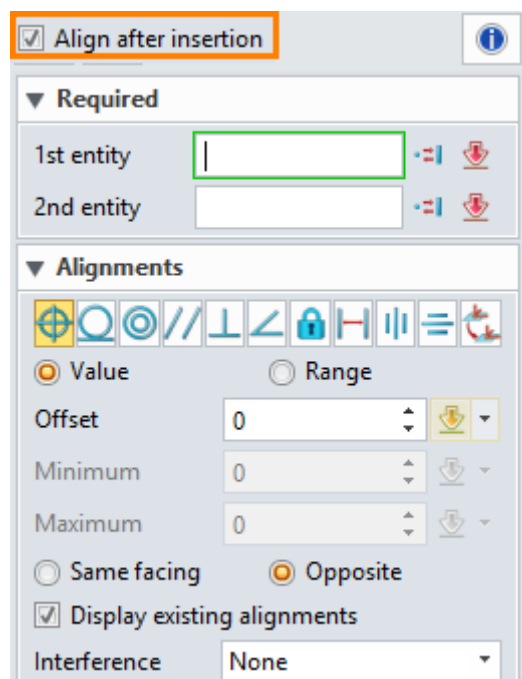 Align after insertion
Required
1st entity
2nd entity
Alignments
Value Range
Offset 0
Minimum 0
Maximum 0
Same facing Opposite
Display existing alignments
Interference None